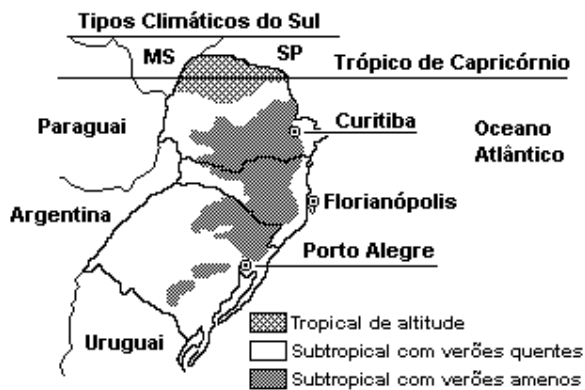 Tipos Climáticos do Sul
MS
SP
Trópico de Capricórnio
Paraguai
Curitiba
Oceano
Atlântico
Argentina
Florianópolis
Porto Alegre
Uruguai
Tropical de altitude
Subtropical com verões quentes
Subtropical com verões amenos